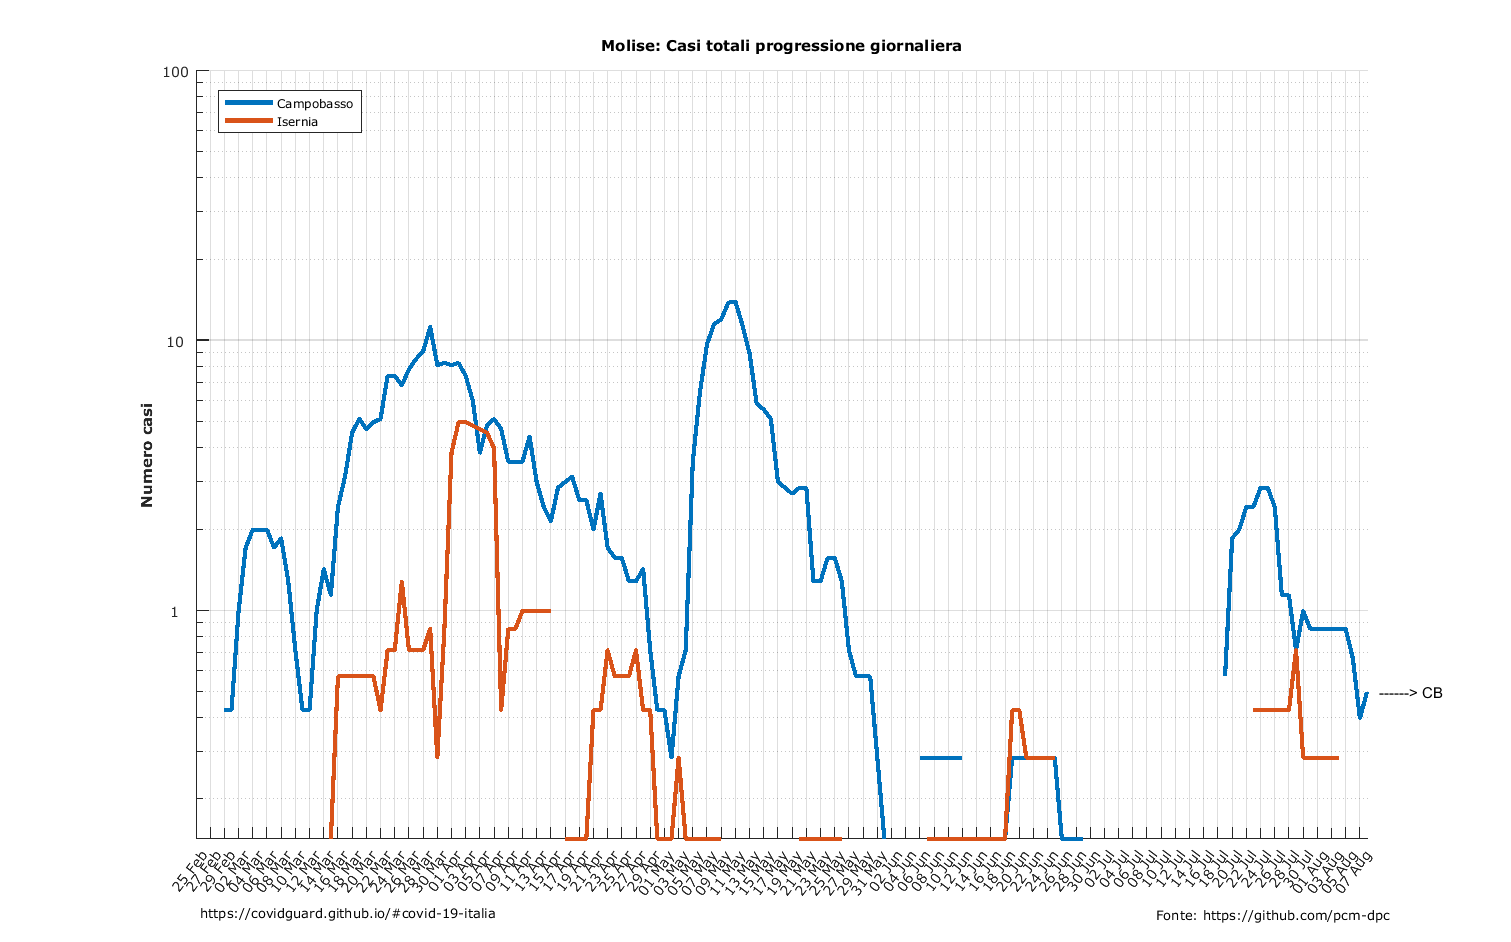 Molise: Casi totali progressione giornaliera
100
10
1
Numero casi
Campobasso
Isernia
------> CB
25 Feb
27 Feb
29 Feb
02 Mar
04 Mar
06 Mar
08 Mar
10 Mar
12 Mar
14 Mar
16 Mar
18 Mar
20 Mar
22 Mar
24 Mar
26 Mar
28 Mar
30 Mar
01 Apr
03 Apr
05 Apr
07 Apr
09 Apr
11 Apr
13 Apr
15 Apr
17 Apr
19 Apr
21 Apr
23 Apr
25 Apr
27 Apr
29 Apr
01 May
03 May
05 May
07 May
09 May
11 May
13 May
15 May
17 May
19 May
21 May
23 May
25 May
27 May
29 May
31 May
02 Jun
04 Jun
06 Jun
08 Jun
10 Jun
12 Jun
14 Jun
16 Jun
18 Jun
20 Jun
22 Jun
24 Jun
26 Jun
28 Jun
30 Jun
02 Jul
04 Jul
06 Jul
08 Jul
10 Jul
12 Jul
14 Jul
16 Jul
18 Jul
20 Jul
22 Jul
24 Jul
26 Jul
28 Jul
30 Jul
01 Aug
03 Aug
05 Aug
07 Aug
https://covidguard.github.io/#covid-19-italia
Fonte: https://github.com/pcm-dpc